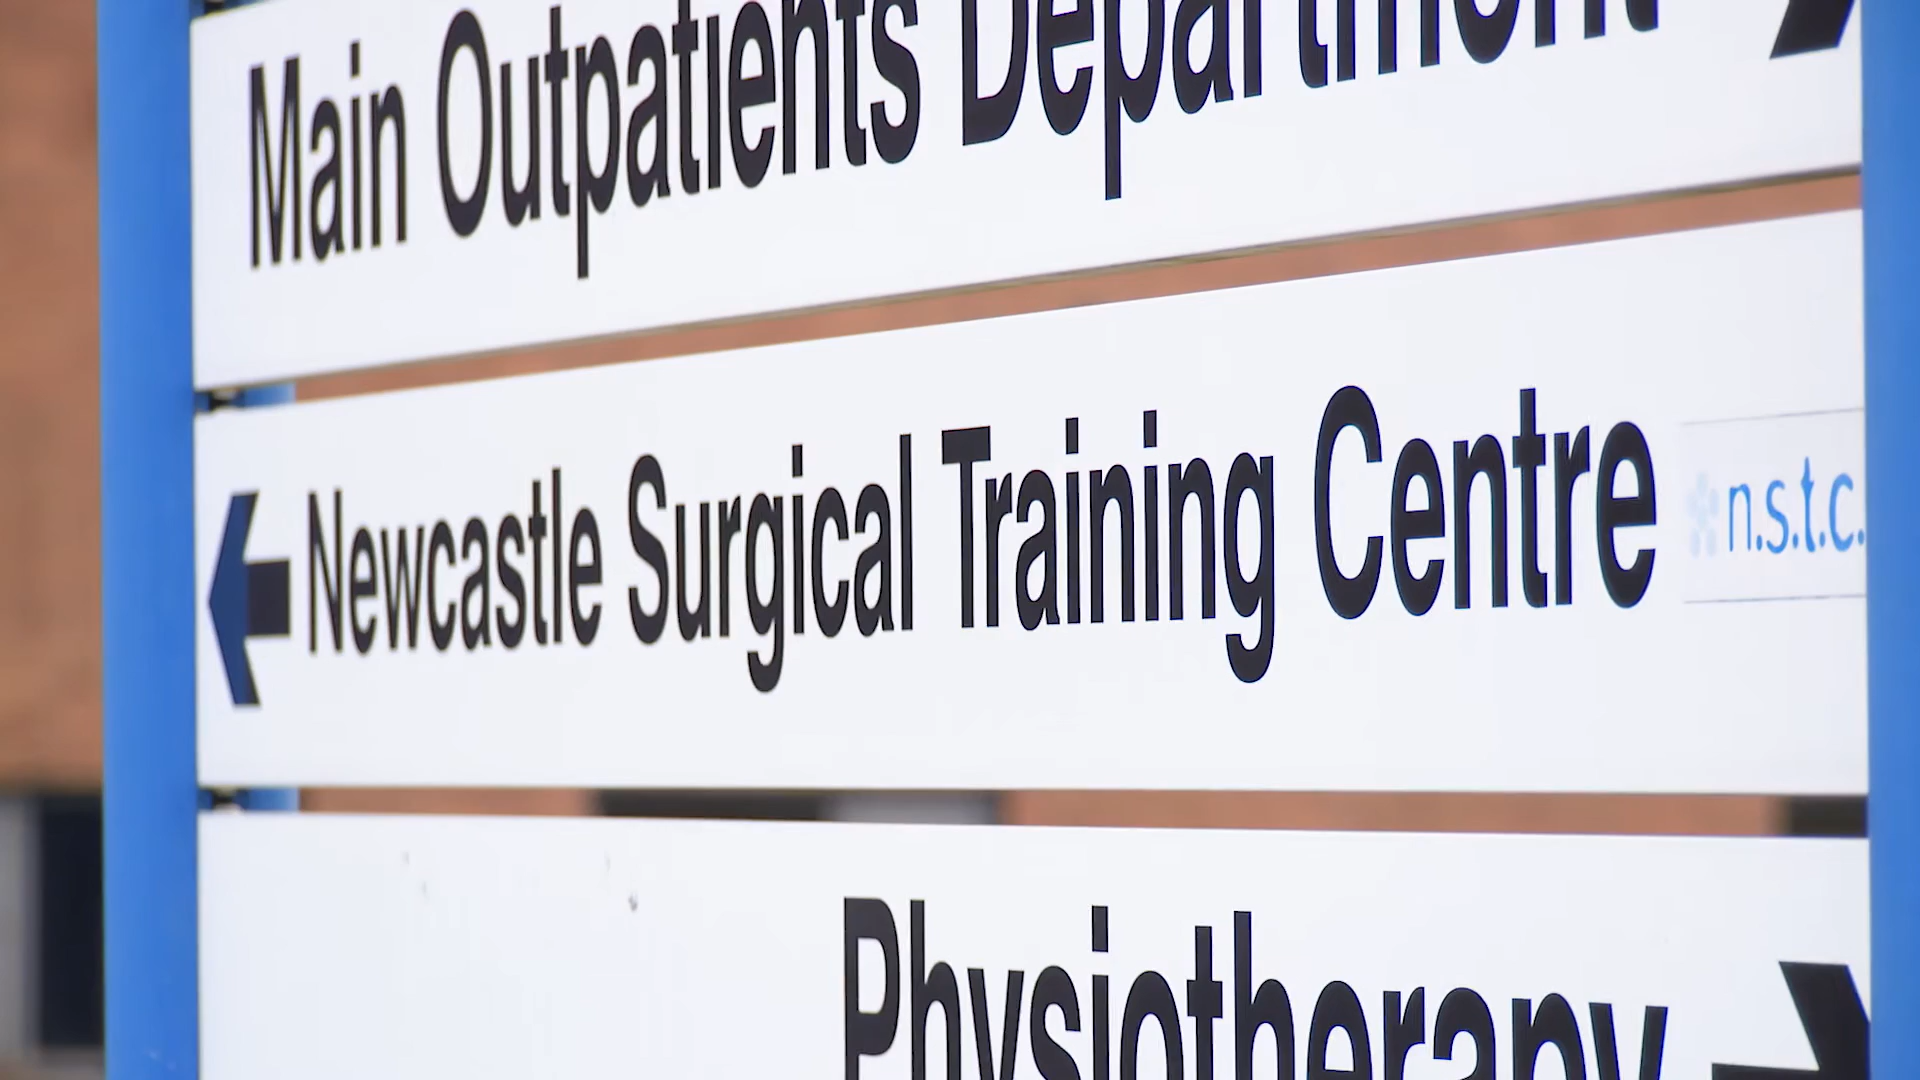 Main Outpatients Department
Newcastle Surgical Training Centre n.s.t.c.
Physiotherapy